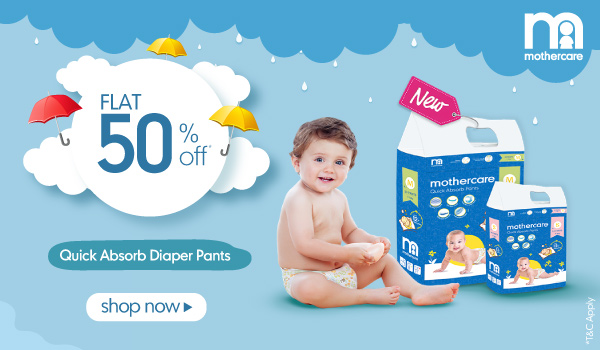 m
mothercare
FLAT
50% off*
Quick Absorb Diaper Pants
shop now
New
mothercare
Quick Absorb Pants
M
mothercare
Quick Absorb Pants
*T&C Apply